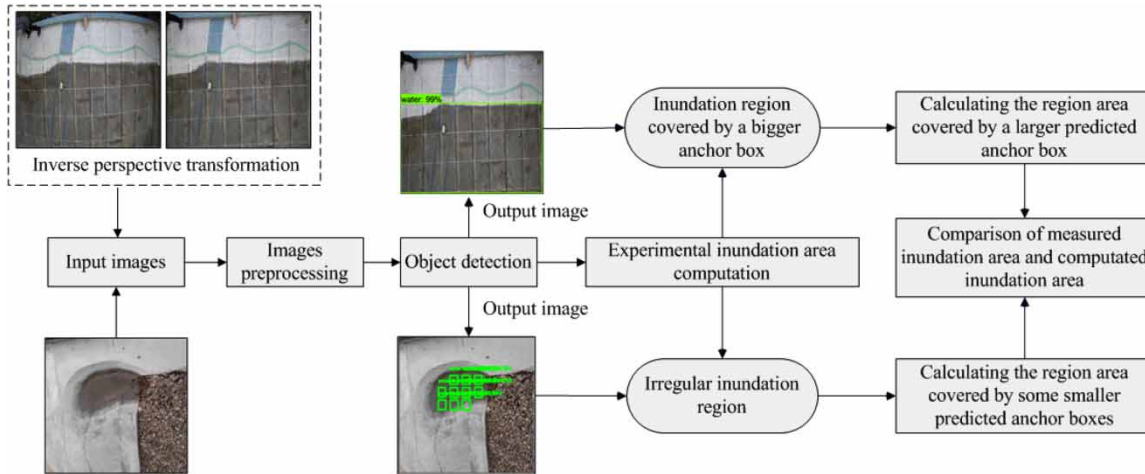 Inverse perspective transformation
water: 99%
Output image
Inundation region
covered by a bigger
anchor box
Calculating the region area
covered by a larger predicted
anchor box
Input images
Images
preprocessing
Object detection
Experimental inundation area
computation
Comparison of measured
inundation area and computated
inundation area
Output image
Irregular inundation
region
Calculating the region area
covered by some smaller
predicted anchor boxes